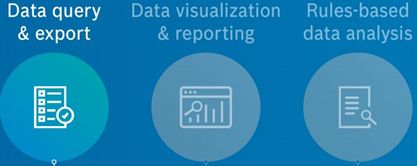 Data query
& export
Data visualization
& reporting
Rules-based
data analysis